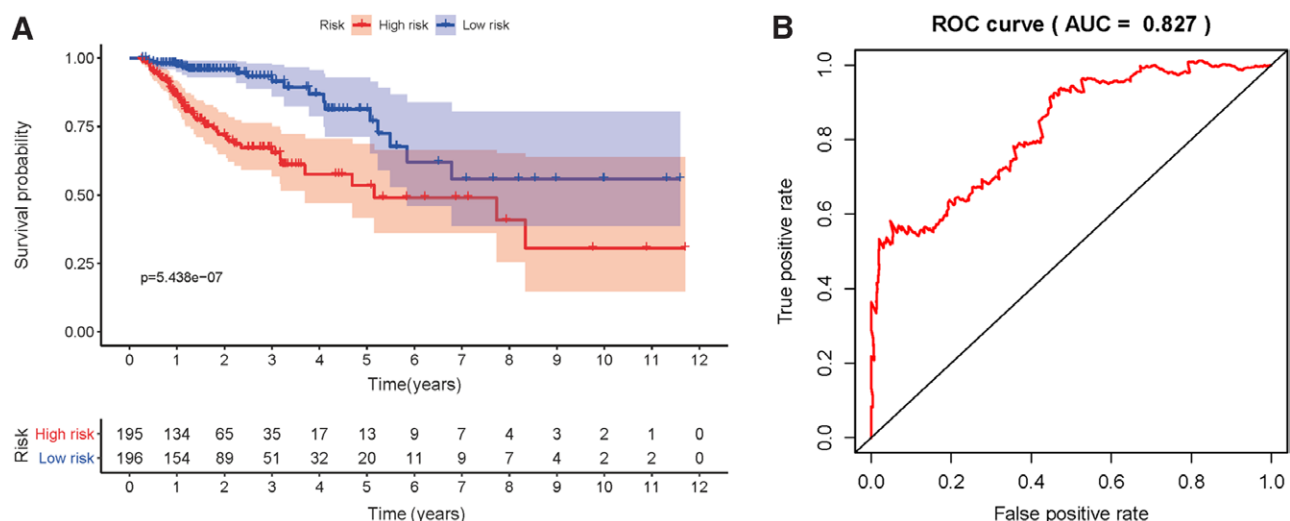 A
Risk High risk Low risk
Survival probability
1.00
0.75
0.50
0.25
0.00
p=5.438e−07
0 1 2 3 4 5 6 7 8 9 10 11 12
Time(years)
Risk
High risk 195 134 65 35 17 13 9 7 4 3 2 1 0
Low risk 196 154 89 51 32 20 11 9 7 4 2 2 0
0 1 2 3 4 5 6 7 8 9 10 11 12
Time (years)
B
ROC curve ( AUC = 0.827 )
True positive rate
1.0
0.8
0.6
0.4
0.2
0.0
0.0 0.2 0.4 0.6 0.8 1.0
False positive rate